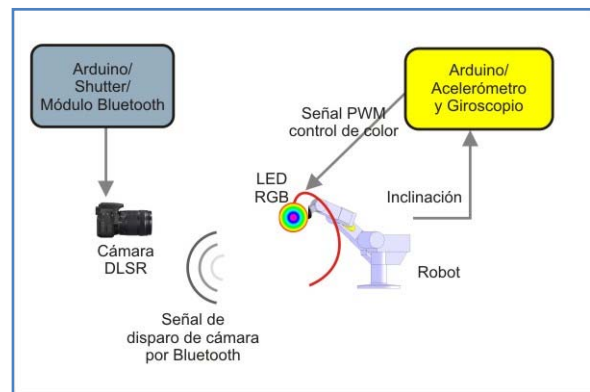 Arduino/
Shutter/
Módulo Bluetooth
Arduino/
Acelerómetro
y Giroscopio
Señal PWM
control de color
LED
RGB
Inclinación
Cámara
DLSR
Robot
Señal de
disparo de cámara
por Bluetooth